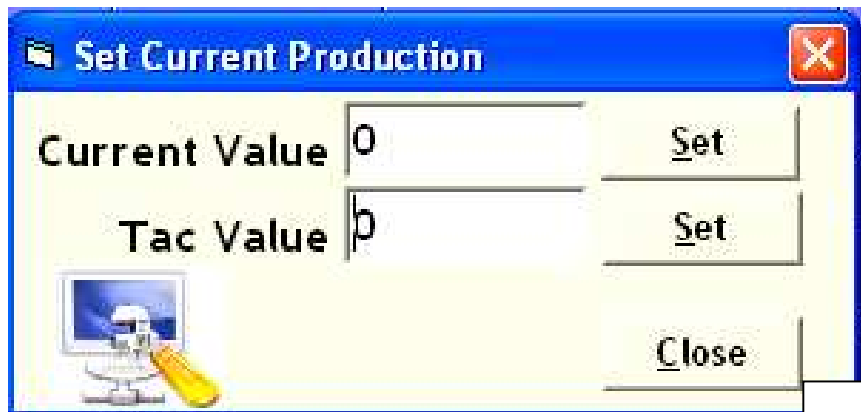 Set Current Production
Current Value 0 Set
Tac Value 0 Set
Close